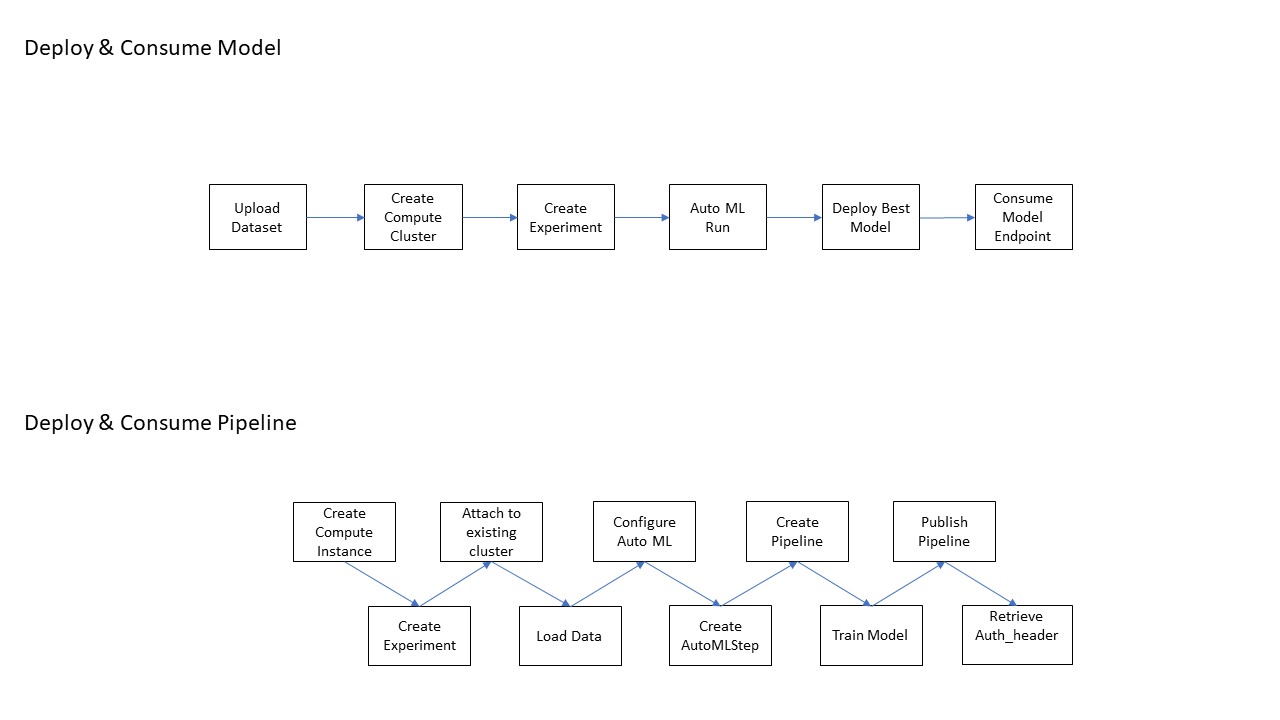 Deploy & Consume Model
Upload
Dataset
Create
Compute
Cluster
Create
Experiment
Auto ML
Run
Deploy Best
Model
Consume
Model
Endpoint
Deploy & Consume Pipeline
Create
Compute
Instance
Attach to
existing
cluster
Configure
Auto ML
Create
Pipeline
Publish
Pipeline
Create
Experiment
Load Data
Create
AutoMLStep
Train Model
Retrieve
Auth_header